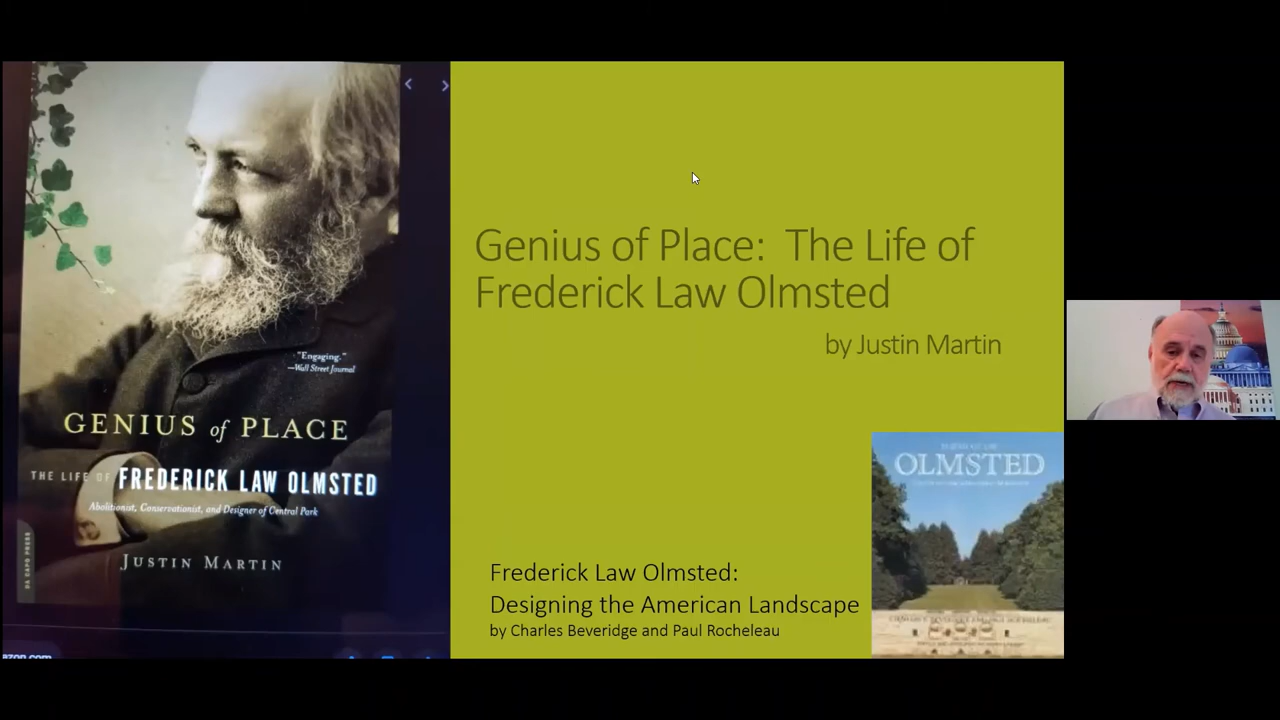 "Engaging."
—Wall Street Journal
GENIUS of PLACE
THE LIFE OF FREDERICK LAW OLMSTED
Abolitionist, Conservationist, and Designer of Central Park
JUSTIN MARTIN
DA CAPO PRESS
azon.com
Genius of Place: The Life of
Frederick Law Olmsted
by Justin Martin
Frederick Law Olmsted:
Designing the American Landscape
by Charles Beveridge and Paul Rocheleau
OLMSTED